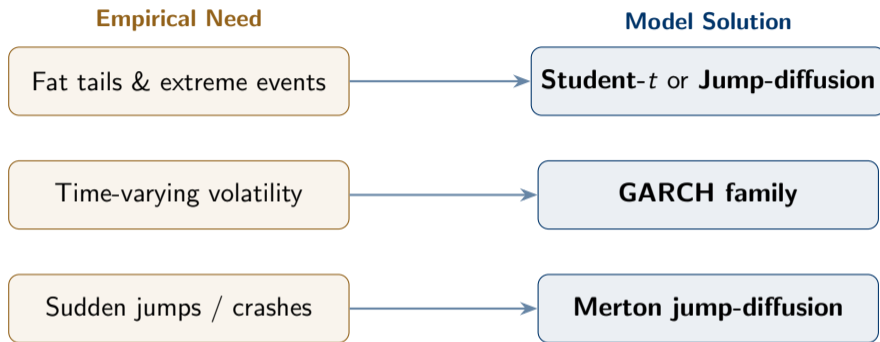 Empirical Need
Model Solution
Fat tails & extreme events
Student-t or Jump-diffusion
Time-varying volatility
GARCH family
Sudden jumps / crashes
Merton jump-diffusion